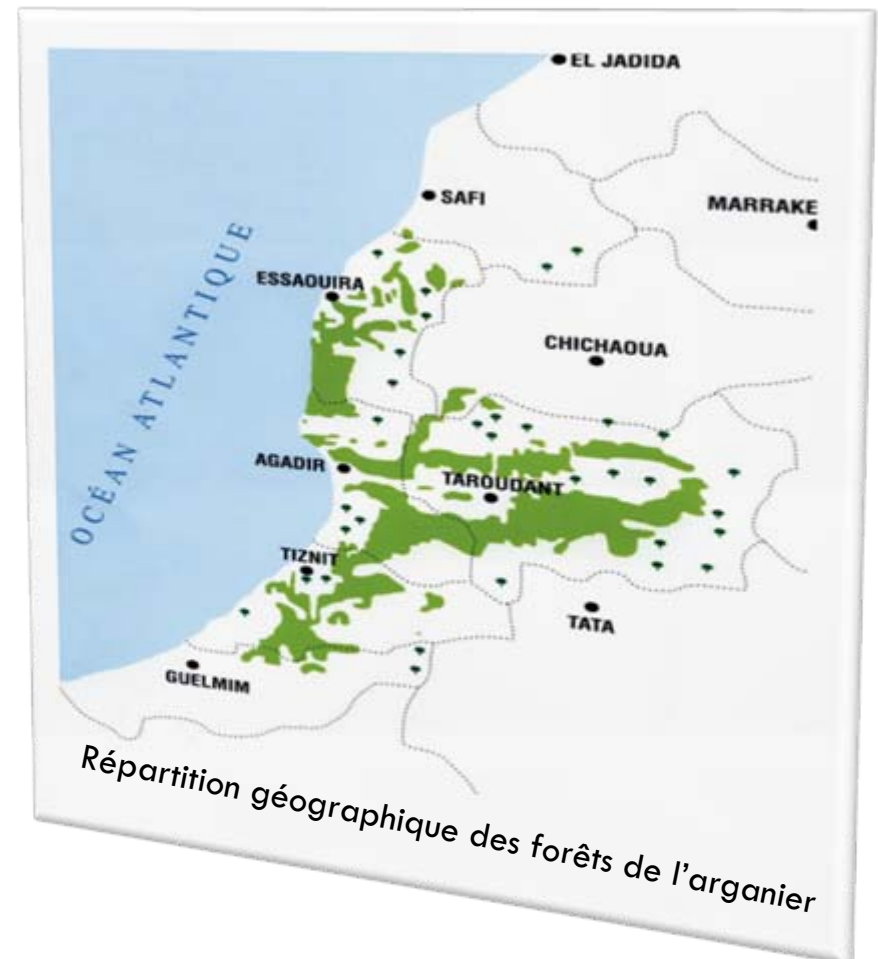 EL JADIDA
SAFI
MARRAKE
OCÉAN ATLANTIQUE
ESSAOUIRA
CHICHAOUA
AGADIR
TAROUDANT
TIZNIT
TATA
GUELMIM
Répartition géographique des forêts de l'arganier